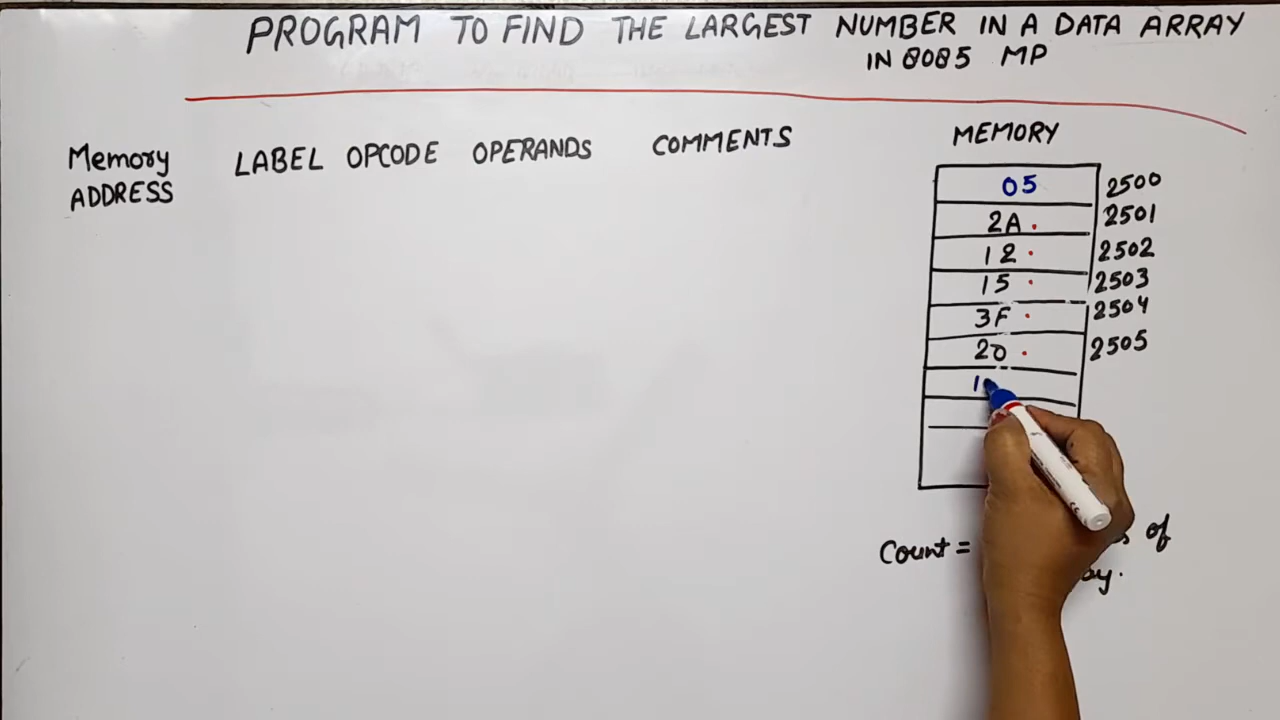 PROGRAM TO FIND THE LARGEST NUMBER IN A DATA ARRAY
IN 8085 MP
Memory
ADDRESS
LABEL OPCODE OPERANDS COMMENTS
MEMORY
05 2500
2A 2501
12 2502
15 2503
3F 2504
20 2505
Count =
of